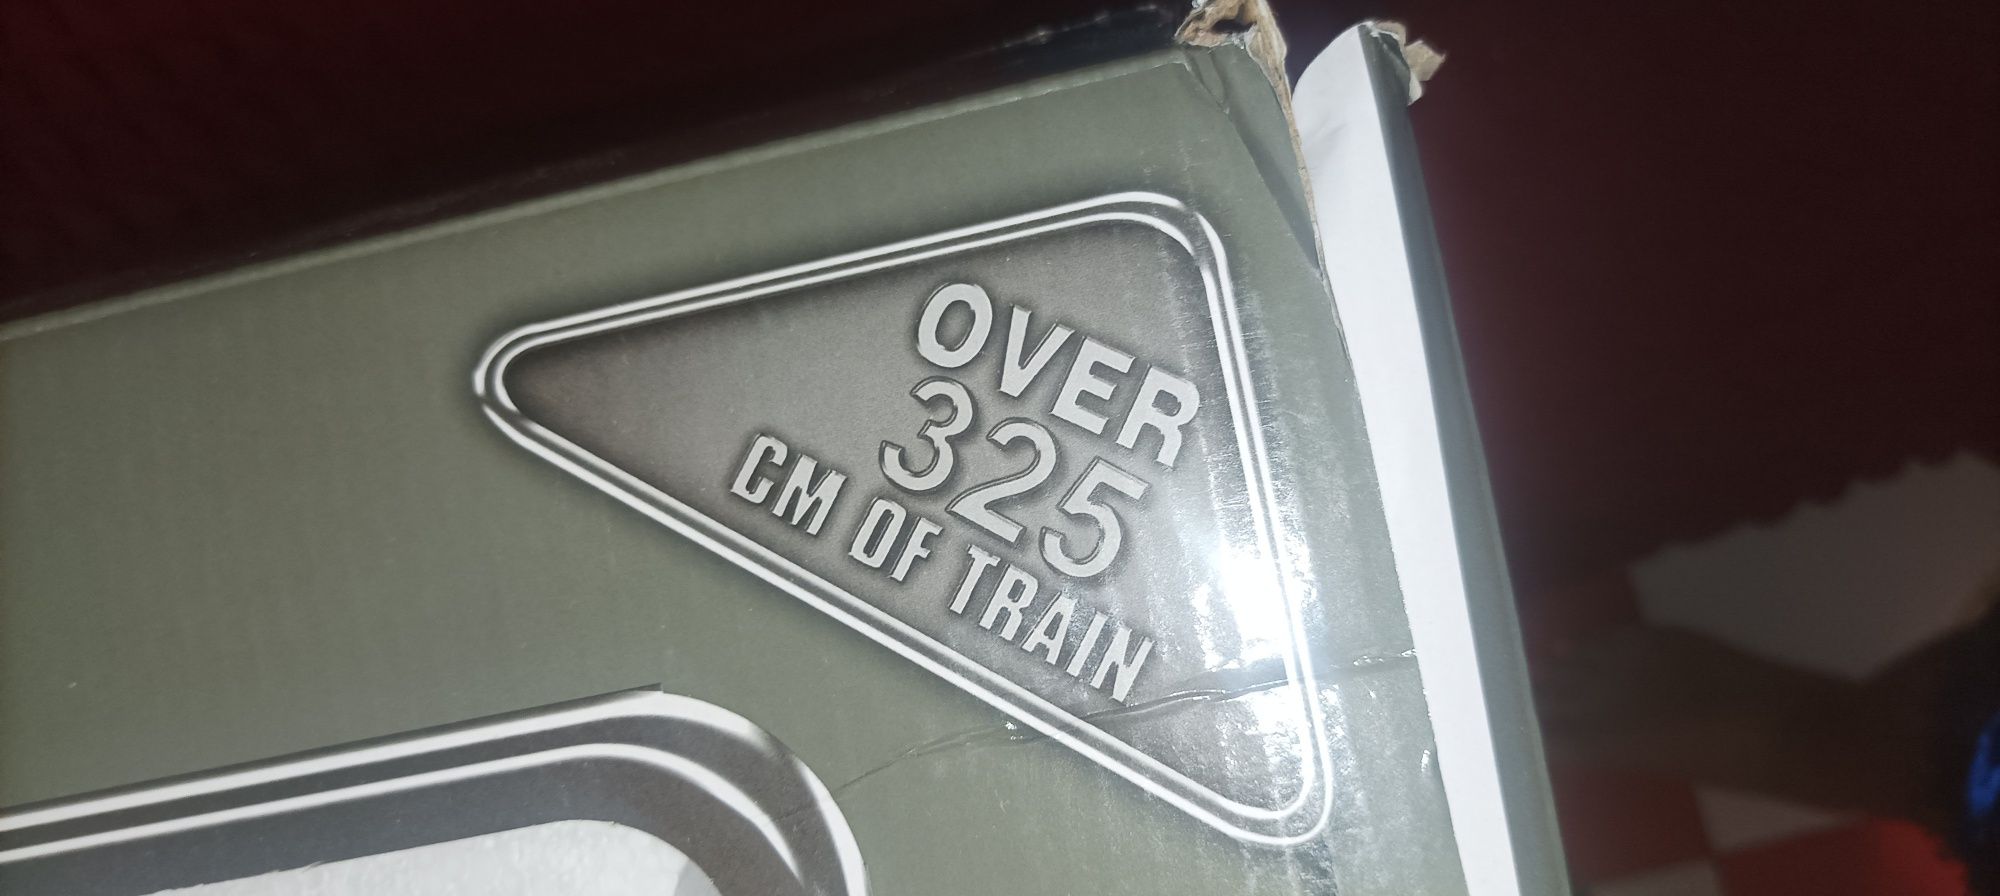 OVER
325
CM OF TRAIN